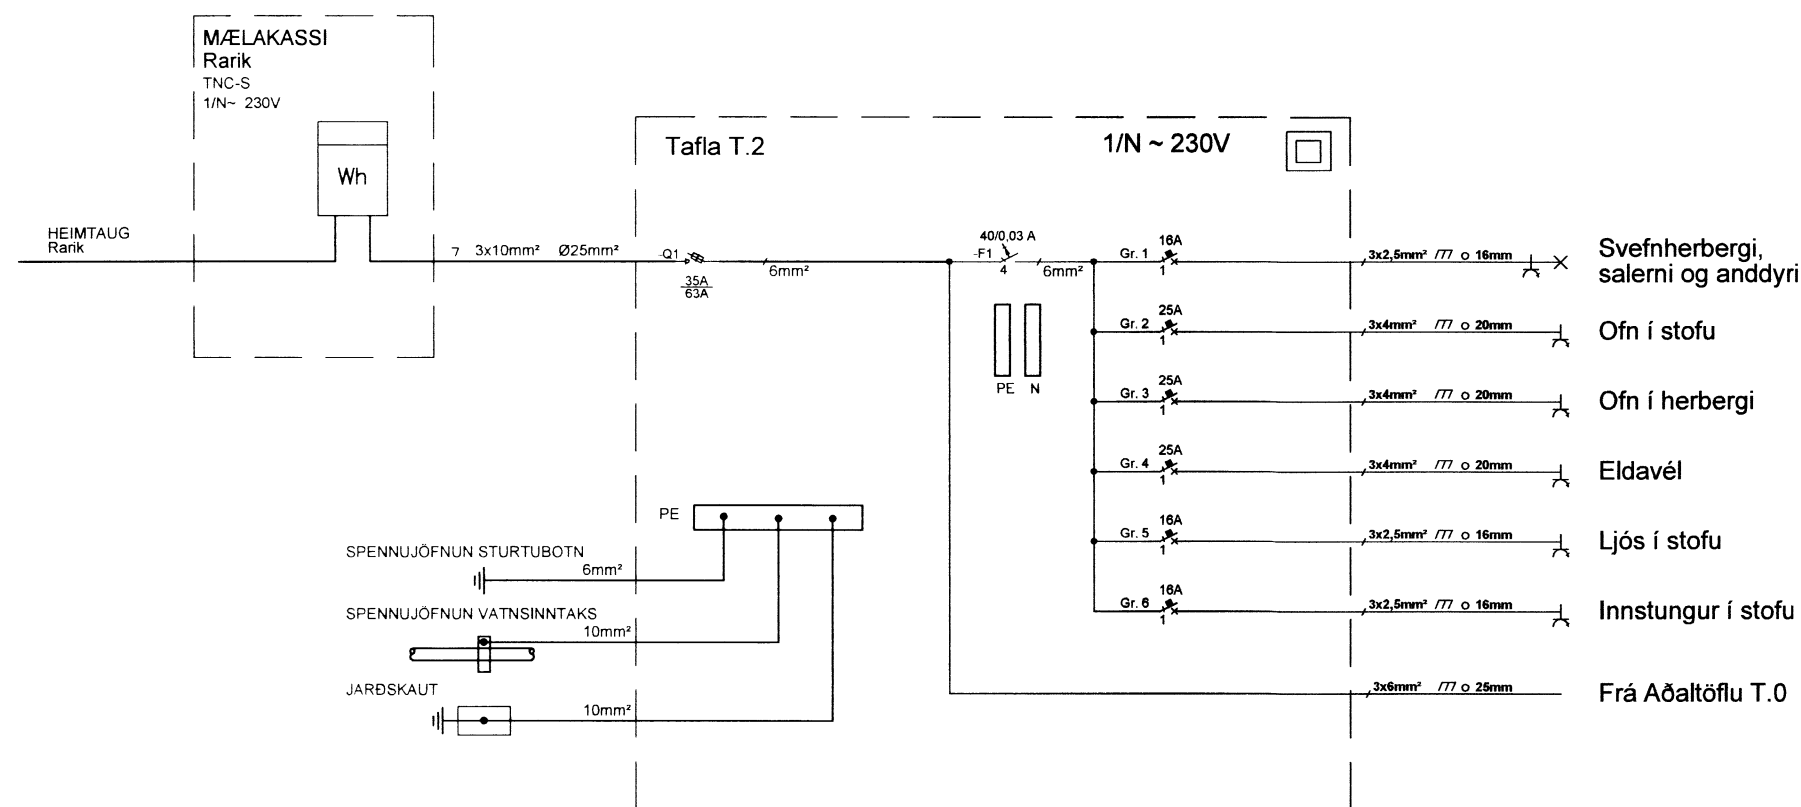 MÆLAKASSI
Rarik
TNC-S
1/N~ 230V
Wh
HEIMTAUG
Rarik
7 3x10mm² Ø25mm²
Tafla T.2
1/N ~ 230V
-Q1
35A
63A
6mm²
40/0,03 A
-F1
4
6mm²
PE N
Gr. 1
16A
1
3x2,5mm² 16mm
Svefnherbergi,
salerni og anddyri
Gr. 2
25A
1
3x4mm² 20mm
Ofn í stofu
Gr. 3
25A
1
3x4mm² 20mm
Ofn í herbergi
Gr. 4
25A
1
3x4mm² 20mm
Eldavél
Gr. 5
16A
1
3x2,5mm² 16mm
Ljós í stofu
Gr. 6
16A
1
3x2,5mm² 16mm
Innstungur í stofu
3x6mm² 25mm
Frá Aðaltöflu T.0
PE
SPENNUJÖFNUN STURTUBOTN
6mm²
SPENNUJÖFNUN VATNSINNTAKS
10mm²
JARÐSKAUT
10mm²